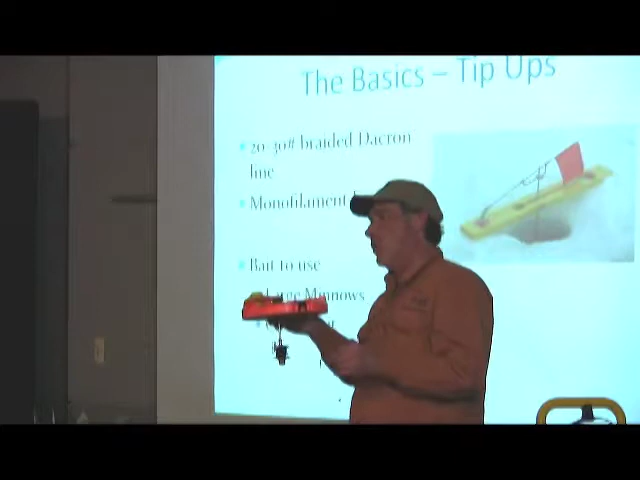 The Basics – Tip Ups
20-30# braided Dacron
line
Monofilament
Bait to use
Large Minnows